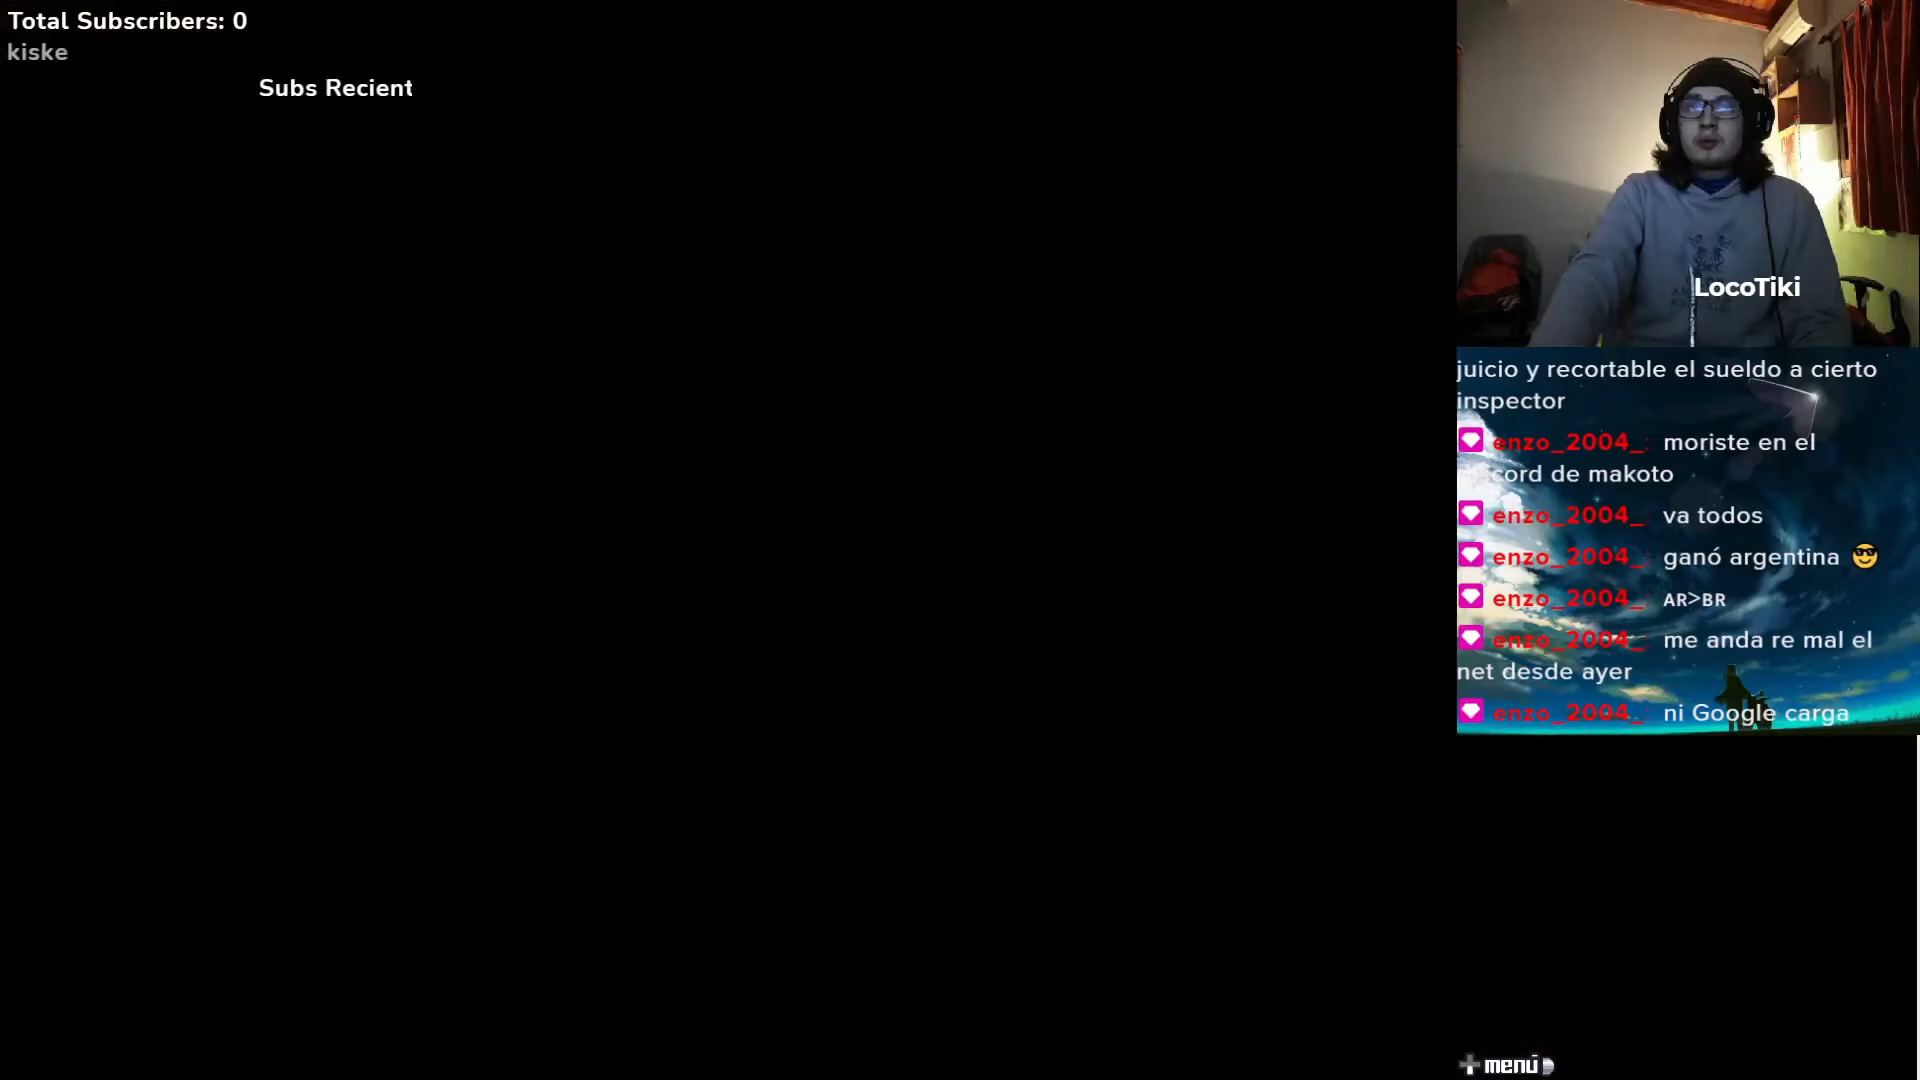 Total Subscribers: 0
kiske
Subs Recient
LocoTiki
juicio y recortable el sueldo a cierto
inspector
enzo_2004_: moriste en el
cord de makoto
enzo_2004_: va todos
enzo_2004_: ganó argentina 😎
enzo_2004_: AR>BR
enzo_2004_: me anda re mal el
net desde ayer
enzo_2004_: ni Google carga
menú